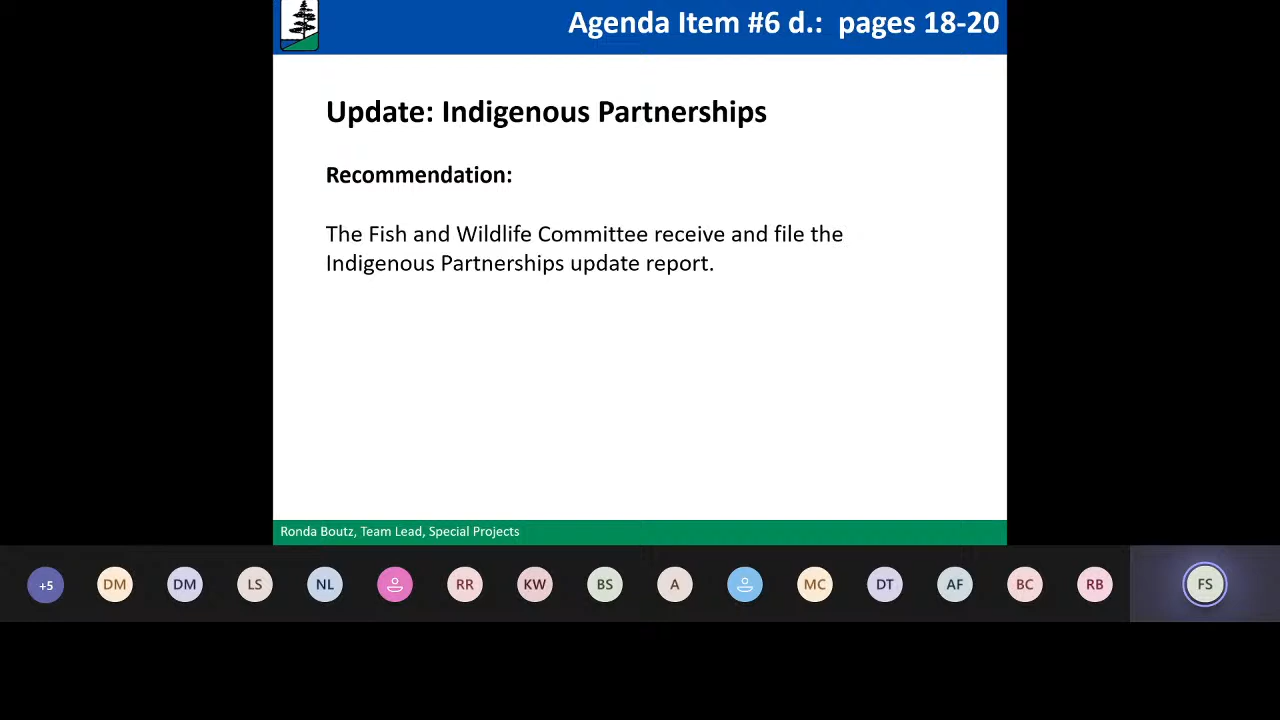 Agenda Item #6 d.: pages 18-20
Update: Indigenous Partnerships
Recommendation:
The Fish and Wildlife Committee receive and file the
Indigenous Partnerships update report.
Ronda Boutz, Team Lead, Special Projects
+5 DM DM LS NL RR KW BS A MC DT AF BC RB FS